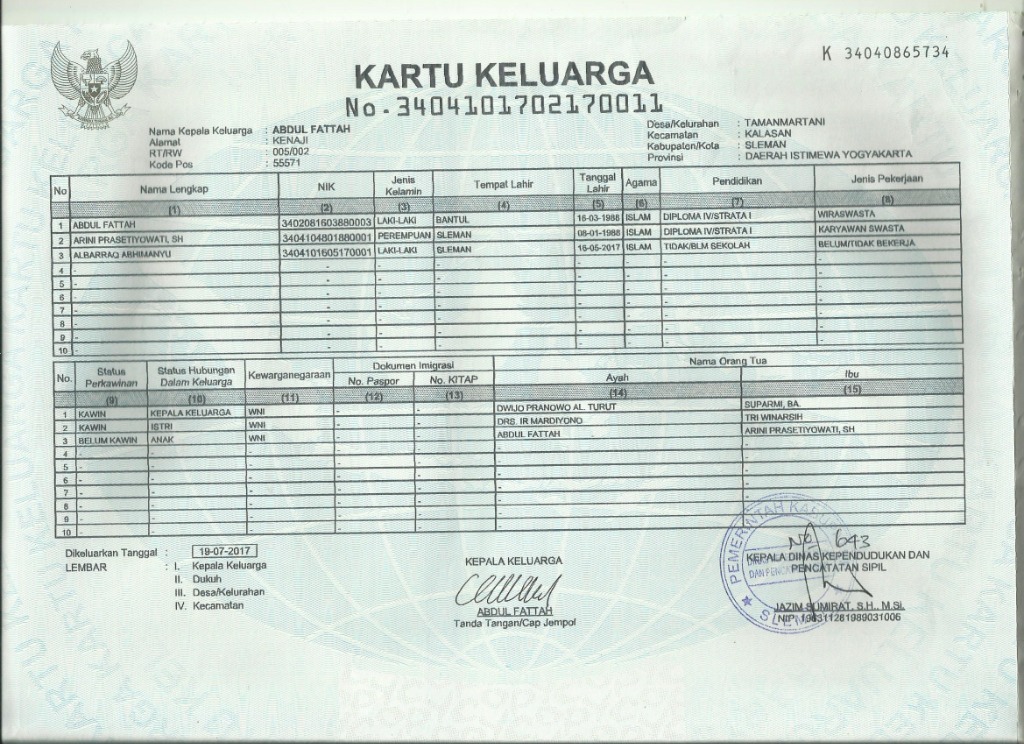 K 34040865734
KARTU KELUARGA
No.3404101702170011
Nama Kepala Keluarga : ABDUL FATTAH
Alamat : KENAJI
RT/RW : 005/002
Kode Pos : 55571
Desa/Kelurahan : TAMANMARTANI
Kecamatan : KALASAN
Kabupaten/Kota : SLEMAN
Provinsi : DAERAH ISTIMEWA YOGYAKARTA
No Nama Lengkap NIK Jenis Kelamin Tempat Lahir Tanggal Lahir Agama Pendidikan Jenis Pekerjaan
(1) (2) (3) (4) (5) (6) (7) (8)
1 ABDUL FATTAH 3402081603880003 LAKI-LAKI BANTUL 16-03-1988 ISLAM DIPLOMA IV/STRATA I WIRASWASTA
2 ARINI PRASETIYOWATI, SH 3404104801880001 PEREMPUAN SLEMAN 08-01-1988 ISLAM DIPLOMA IV/STRATA I KARYAWAN SWASTA
3 ALBARRAQ ABHIMANYU 3404101605170001 LAKI-LAKI SLEMAN 16-05-2017 ISLAM TIDAK/BLM SEKOLAH BELUM/TIDAK BEKERJA
4 - - - - - - - -
5 - - - - - - - -
6 - - - - - - - -
7 - - - - - - - -
8 - - - - - - - -
9 - - - - - - - -
10 - - - - - - - -
No. Status Perkawinan Status Hubungan Dalam Keluarga Kewarganegaraan Dokumen Imigrasi Nama Orang Tua
No. Paspor No. KITAP Ayah Ibu
(9) (10) (11) (12) (13) (14) (15)
1 KAWIN KEPALA KELUARGA WNI - - DWIJO PRANOWO AL. TURUT SUPARMI, BA.
2 KAWIN ISTRI WNI - - DRS. IR MARDIYONO TRI WINARSIH
3 BELUM KAWIN ANAK WNI - - ABDUL FATTAH ARINI PRASETIYOWATI, SH
4 - - - - - - -
5 - - - - - - -
6 - - - - - - -
7 - - - - - - -
8 - - - - - - -
9 - - - - - - -
10 - - - - - - -
Dikeluarkan Tanggal : 19-07-2017
LEMBAR : I. Kepala Keluarga
II. Dukuh
III. Desa/Kelurahan
IV. Kecamatan
KEPALA KELUARGA
ABDUL FATTAH
Tanda Tangan/Cap Jempol
PEMERINTAH
No 643
KEPALA DINAS KEPENDUDUKAN DAN
PENCATATAN SIPIL
JAZIM SUMIRAT, S.H., M.Si.
NIP. 196311281989031006